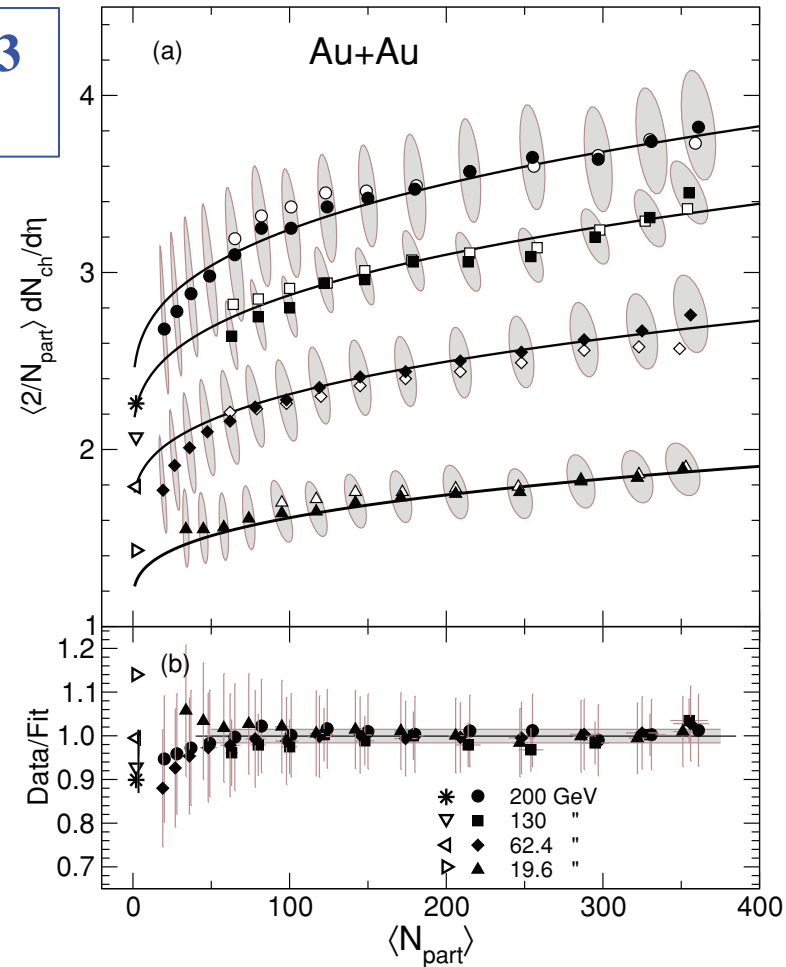 3
(a)
Au+Au
4
3
2
1
⟨2/N_part⟩ dN_ch/dη
(b)
1.2
1.1
1.0
0.9
0.8
0.7
Data/Fit
200 GeV
130 "
62.4 "
19.6 "
0 100 200 300 400
⟨N_part⟩